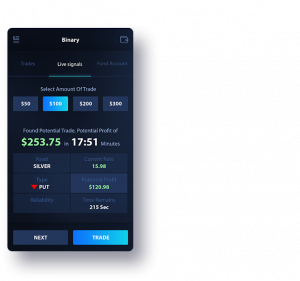 Binary
Trades
Live signals
Fund Account
Select Amount Of Trade
$50
$100
$200
$300
Found Potential Trade, Potential Profit of
$253.75 in 17:51 Minutes
Asset
SILVER
Current Rate
15.98
Type
PUT
Potential Profit
$120.98
Reliability
Time Remains
215 Sec
NEXT
TRADE